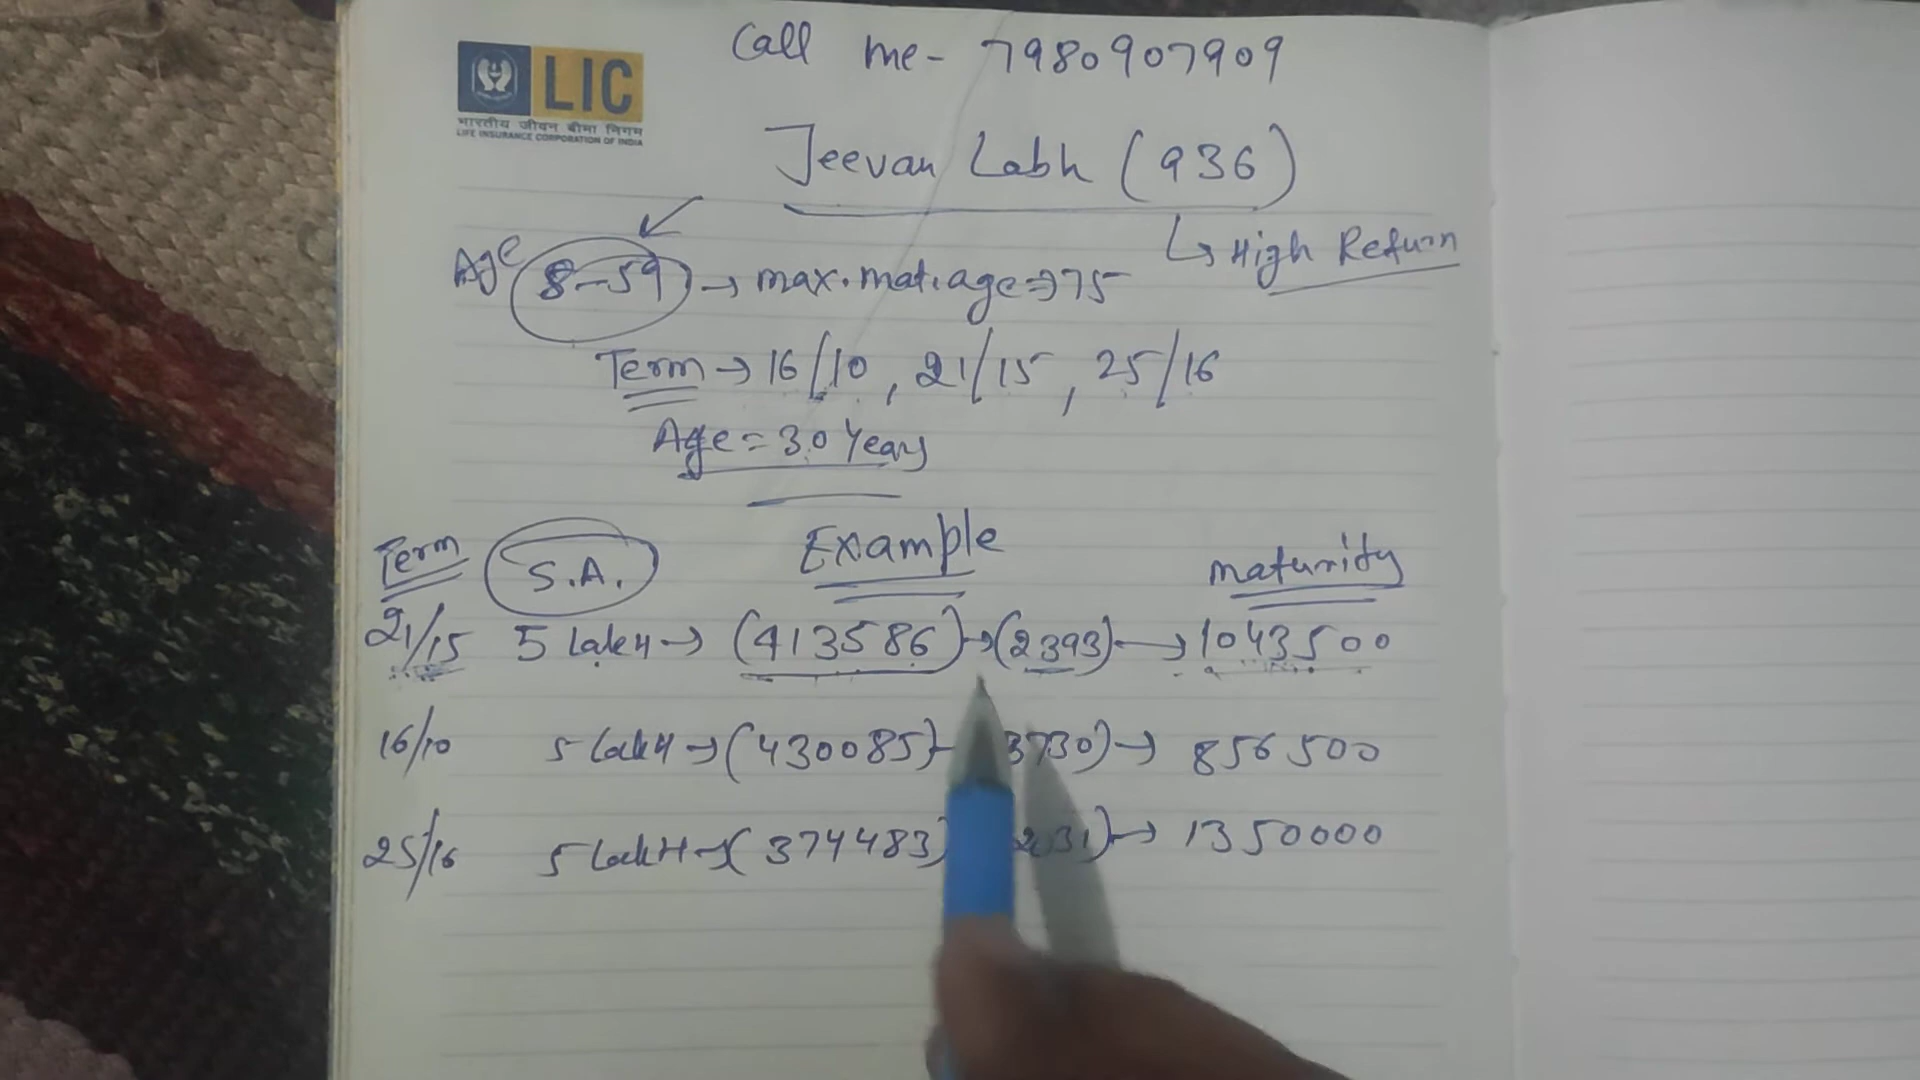 Call me - 7980907909
LIC
भारतीय जीवन बीमा निगम
LIFE INSURANCE CORPORATION OF INDIA
Jeevan Labh (936)
↳ High Return
Age 8-59 → max. mat. age ⇒ 75
Term → 16/10, 21/15, 25/16
Age = 30 Years
Example
Term S.A. maturity
21/15 5 lakh → (413586) → (2393) → 1043500
16/10 5 lakh → (430085) 3730) → 856500
25/16 5 lakh → (374483) → 1350000